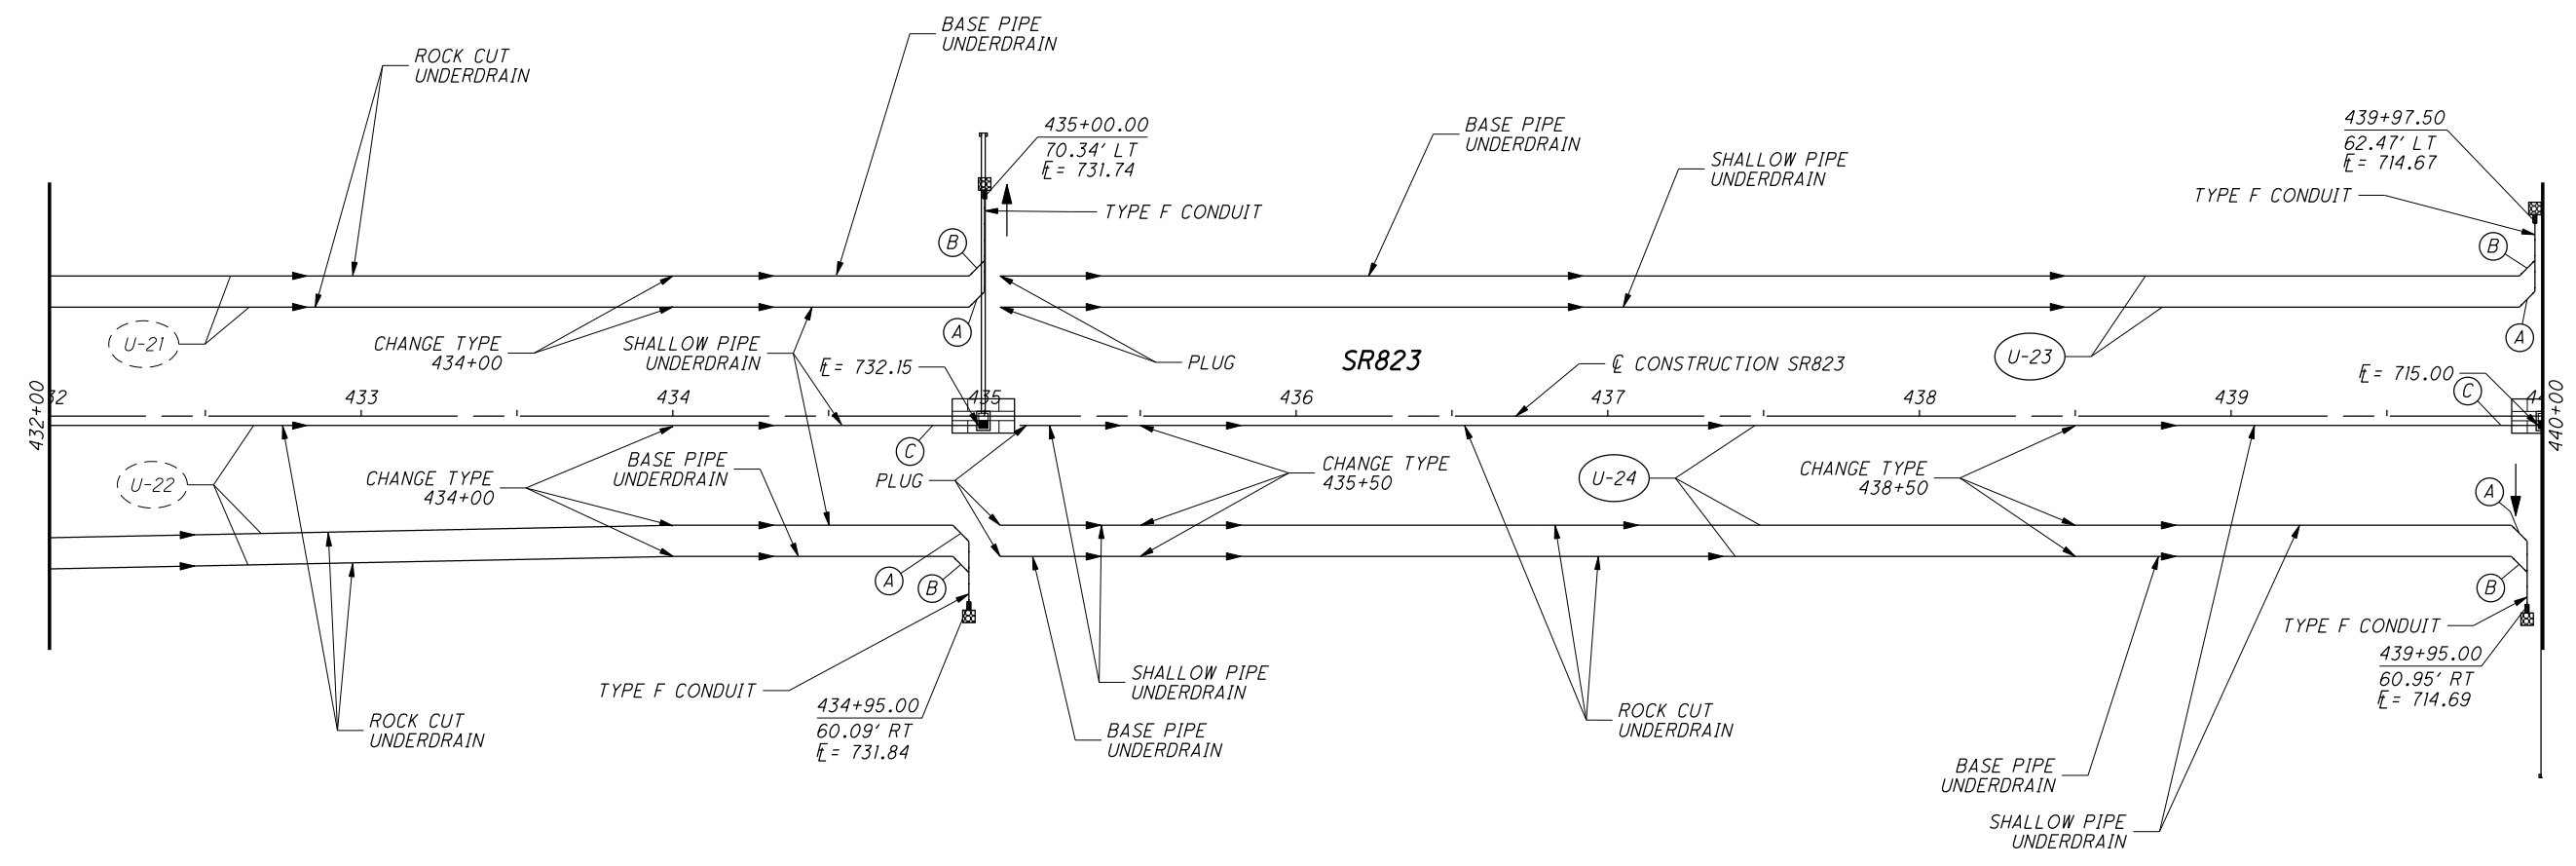 BASE PIPE
UNDERDRAIN
ROCK CUT
UNDERDRAIN
435+00.00
70.34' LT
℄= 731.74
BASE PIPE
UNDERDRAIN
SHALLOW PIPE
UNDERDRAIN
439+97.50
62.47' LT
℄= 714.67
TYPE F CONDUIT
TYPE F CONDUIT
B
B
U-21
CHANGE TYPE
434+00
SHALLOW PIPE
UNDERDRAIN
A
℄= 732.15
PLUG
SR823
℄ CONSTRUCTION SR823
U-23
A
℄= 715.00
C
432+00
32
433
434
435
436
437
438
439
44
440+00
C
U-22
CHANGE TYPE
434+00
BASE PIPE
UNDERDRAIN
PLUG
CHANGE TYPE
435+50
U-24
CHANGE TYPE
438+50
A
A
B
B
TYPE F CONDUIT
434+95.00
60.09' RT
℄= 731.84
ROCK CUT
UNDERDRAIN
SHALLOW PIPE
UNDERDRAIN
BASE PIPE
UNDERDRAIN
ROCK CUT
UNDERDRAIN
TYPE F CONDUIT
439+95.00
60.95' RT
℄= 714.69
BASE PIPE
UNDERDRAIN
SHALLOW PIPE
UNDERDRAIN